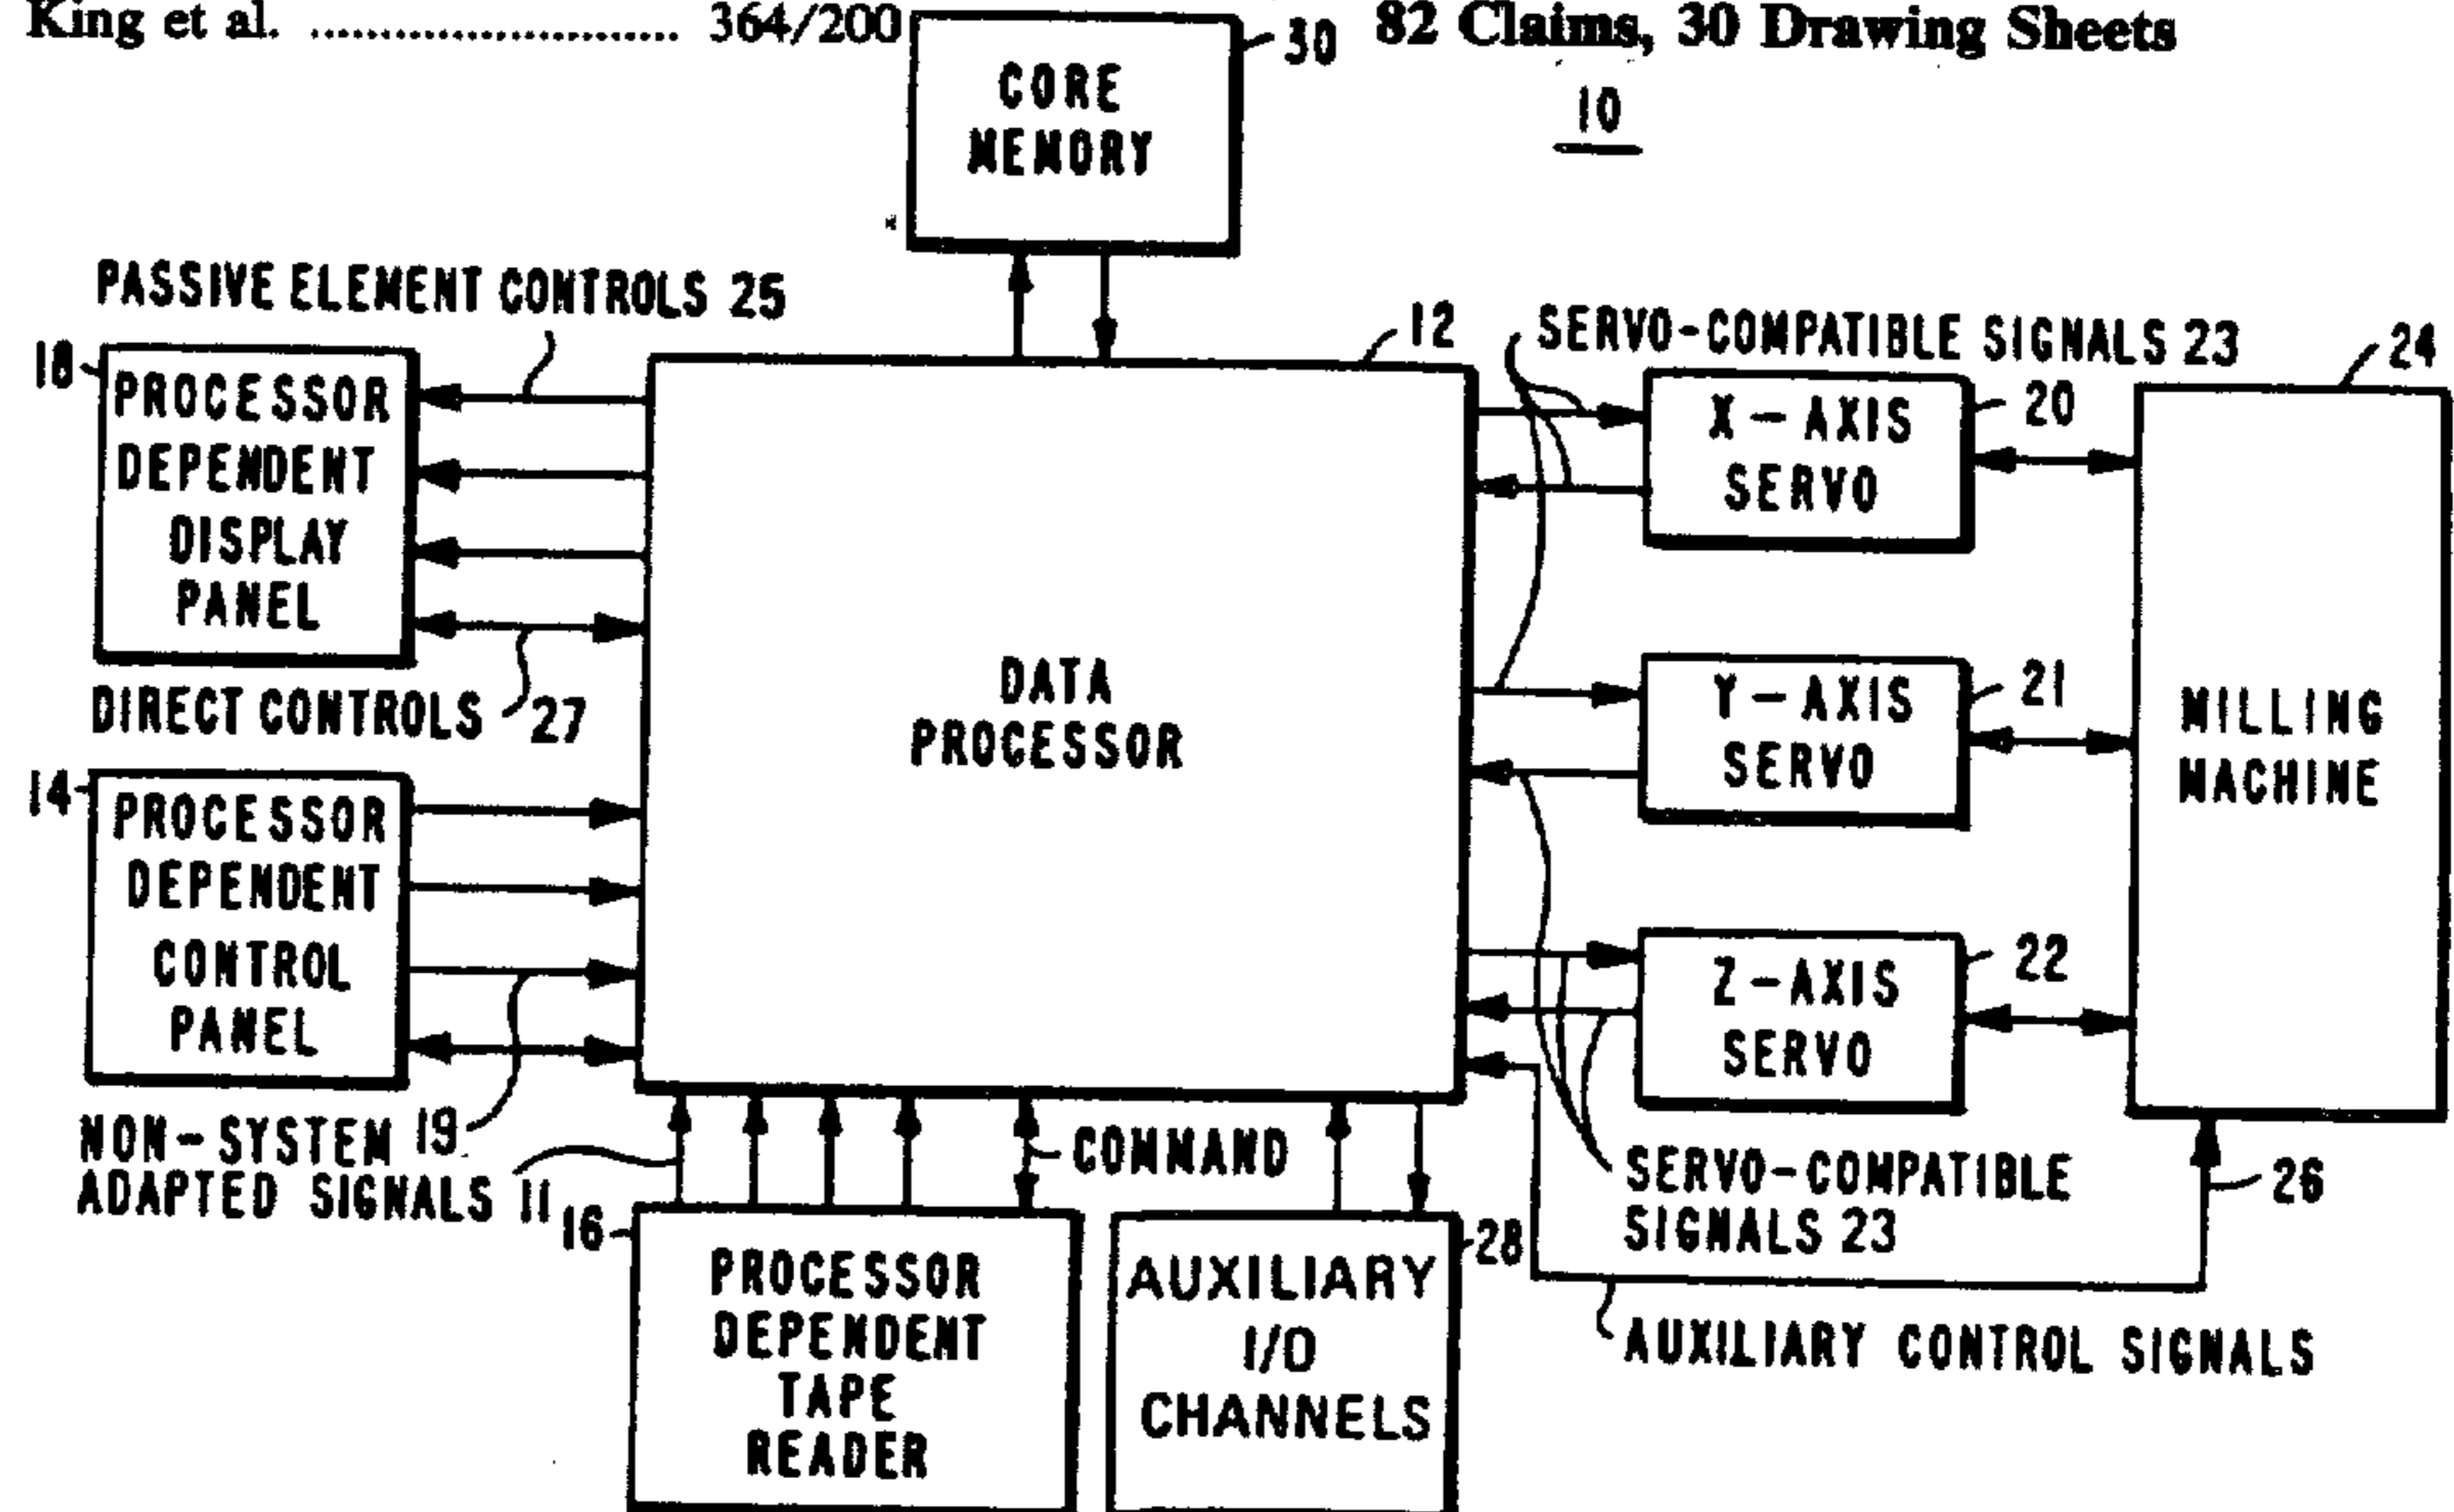 King et al. ........................... 364/200
82 Claims, 30 Drawing Sheets
10
CORE
MEMORY
30
PASSIVE ELEMENT CONTROLS 25
18
PROCESSOR
DEPENDENT
DISPLAY
PANEL
DIRECT CONTROLS 27
14
PROCESSOR
DEPENDENT
CONTROL
PANEL
NON-SYSTEM 19
ADAPTED SIGNALS 11
12
DATA
PROCESSOR
SERVO-COMPATIBLE SIGNALS 23
X-AXIS
SERVO
20
Y-AXIS
SERVO
21
Z-AXIS
SERVO
22
24
MILLING
MACHINE
COMMAND
SERVO-COMPATIBLE
SIGNALS 23
26
16
PROCESSOR
DEPENDENT
TAPE
READER
AUXILIARY
I/O
CHANNELS
28
AUXILIARY CONTROL SIGNALS